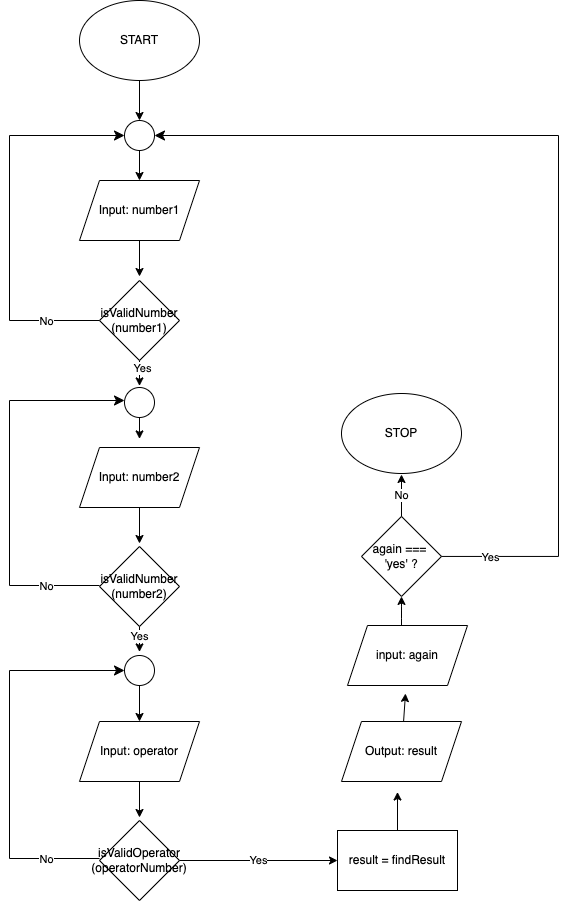 START
Input: number1
isValidNumber
(number1)
No
Yes
Input: number2
isValidNumber
(number2)
No
Yes
Input: operator
isValidOperator
(operatorNumber)
No
Yes
result = findResult
Output: result
input: again
again ===
'yes' ?
Yes
No
STOP